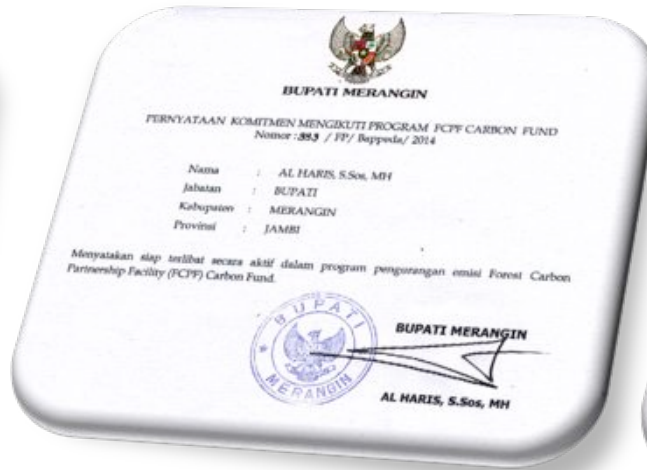 BUPATI MERANGIN
PERNYATAAN KOMITMEN MENGIKUTI PROGRAM FCPF CARBON FUND
Nomor : 353 / FP/ Bappeda/ 2014
Nama : AL HARIS, S.Sos, MH
Jabatan : BUPATI
Kabupaten : MERANGIN
Provinsi : JAMBI
Menyatakan siap terlibat secara aktif dalam program pengurangan emisi Forest Carbon
Partnership Facility (FCPF) Carbon Fund.
BUPATI MERANGIN
BUPATI
MERANGIN
AL HARIS, S.Sos, MH